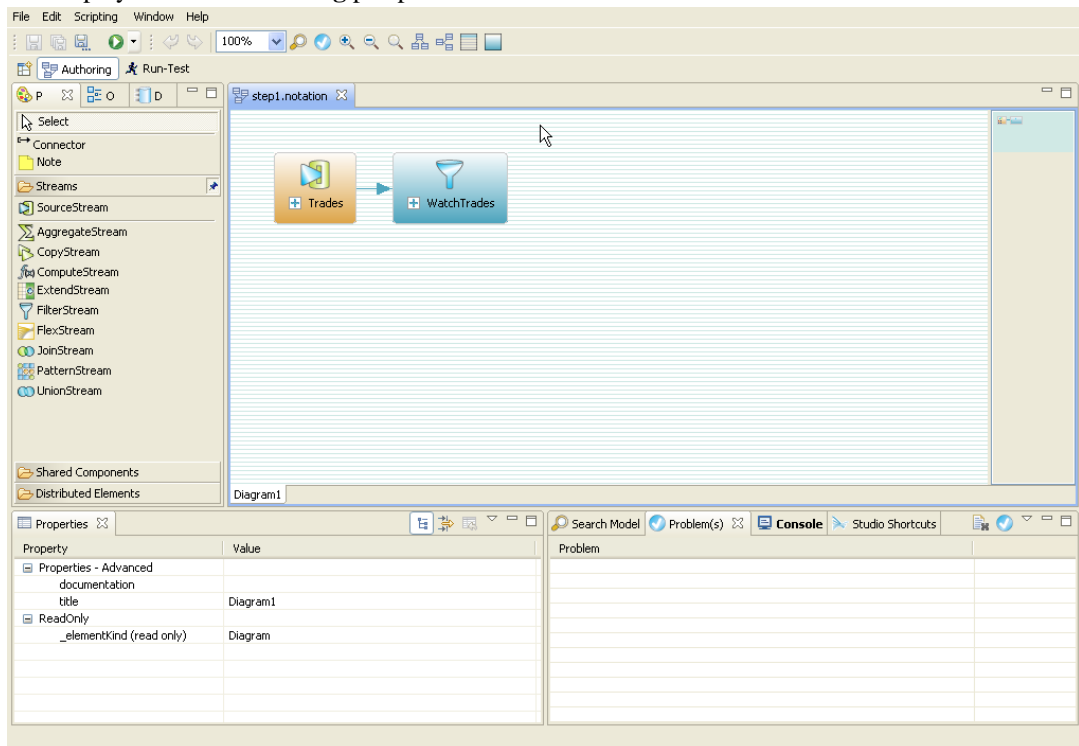 File Edit Scripting Window Help
100%
Authoring Run-Test
P O D
step1.notation
Select
Connector
Note
Streams
SourceStream
AggregateStream
CopyStream
ComputeStream
ExtendStream
FilterStream
FlexStream
JoinStream
PatternStream
UnionStream
Shared Components
Distributed Elements
Trades
WatchTrades
Diagram1
Properties
Property Value
Properties - Advanced
documentation
title Diagram1
ReadOnly
_elementKind (read only) Diagram
Search Model Problem(s) Console Studio Shortcuts
Problem